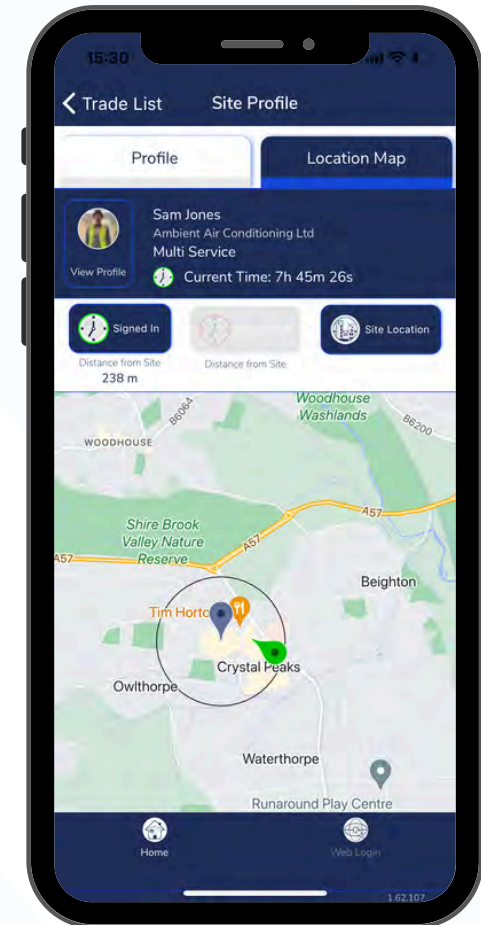 15:30
Trade List
Site Profile
Profile
Location Map
Sam Jones
Ambient Air Conditioning Ltd
Multi Service
View Profile
Current Time: 7h 45m 26s
Signed In
Site Location
Distance from Site
238 m
Distance from Site
Woodhouse
Washlands
B6064
B6200
WOODHOUSE
A57
Shire Brook
Valley Nature
Reserve
A57
A57
Beighton
Tim Horto
Crystal Peaks
Owlthorpe
Waterthorpe
Runaround Play Centre
Home
Web Login
1.62.107